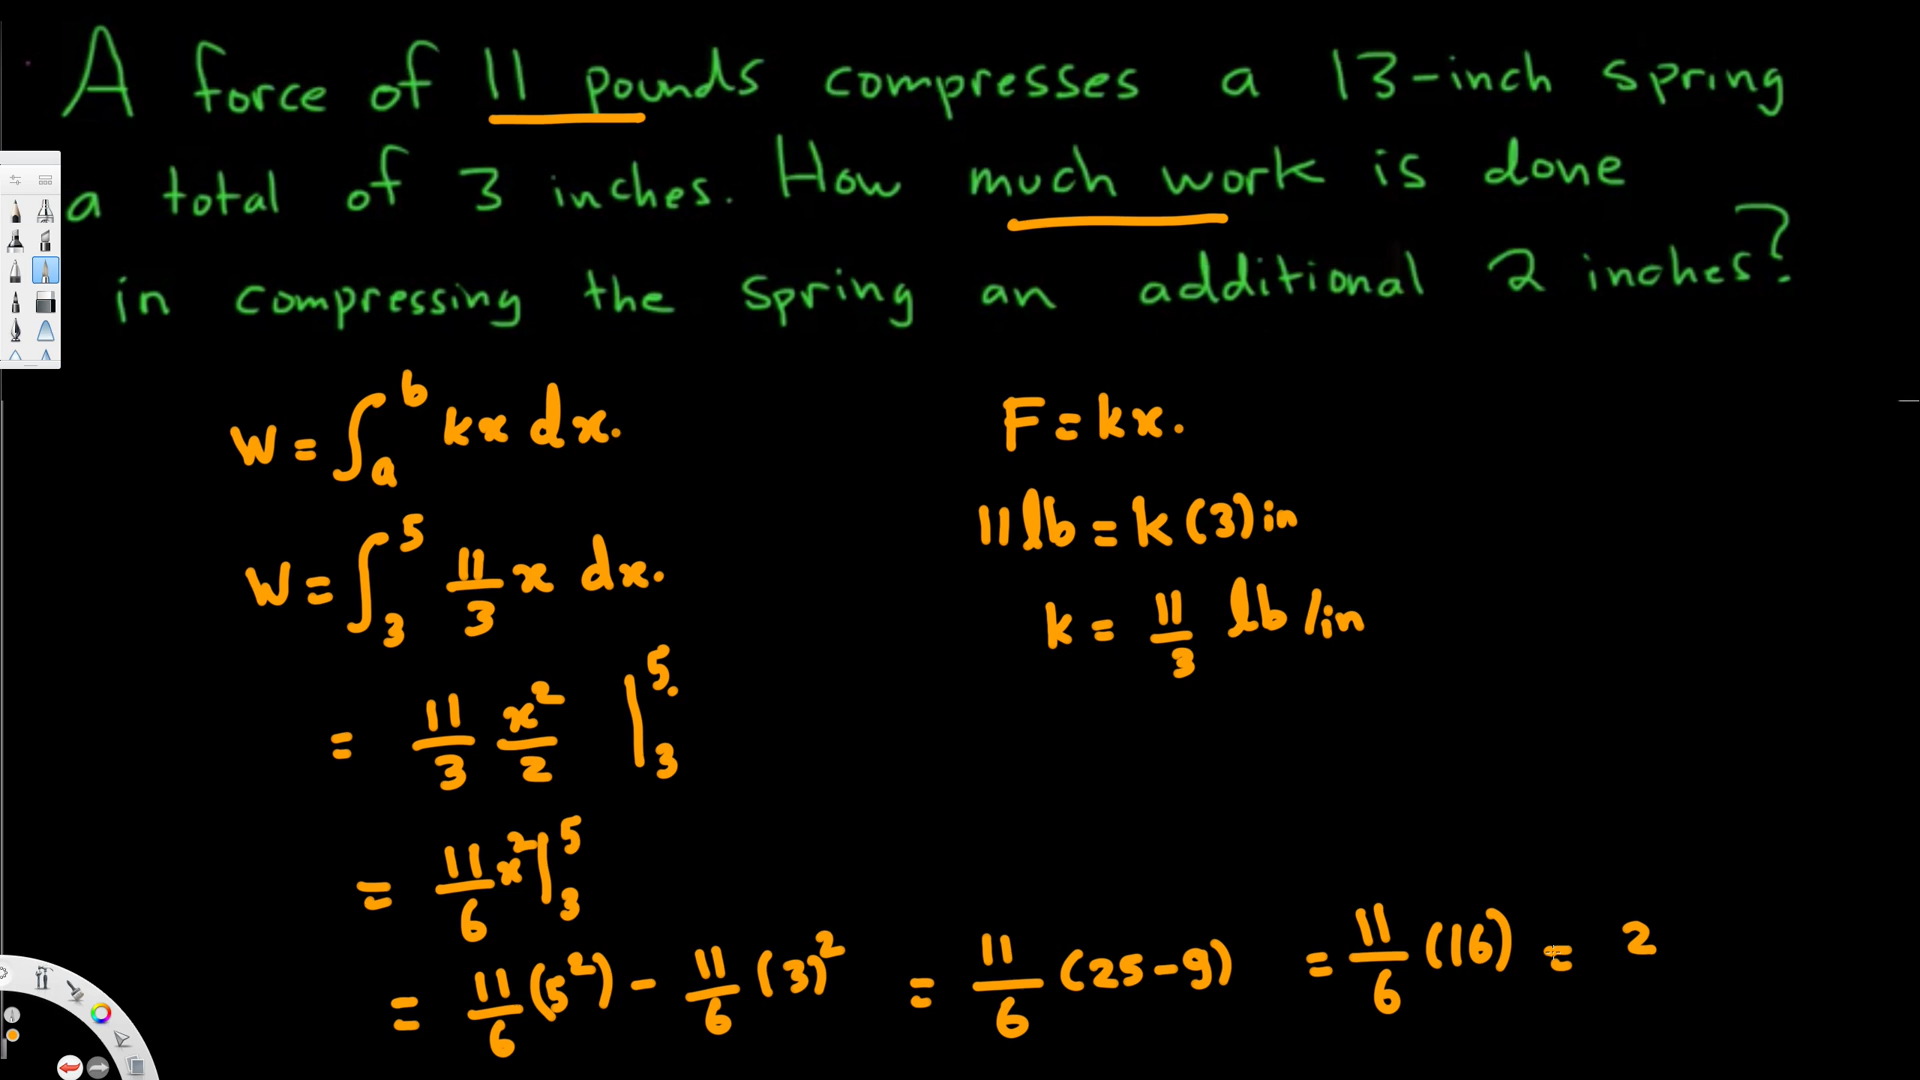 A force of 11 pounds compresses a 13-inch spring
a total of 3 inches. How much work is done
in compressing the spring an additional 2 inches?
W = ∫_a^b kx dx.
F = kx.
W = ∫_3^5 11/3 x dx.
11 lb = k (3) in
k = 11/3 lb/in
= 11/3 x²/2 |_3^5.
= 11/6 x² |_3^5
= 11/6 (5²) - 11/6 (3)² = 11/6 (25-9) = 11/6 (16) = 2